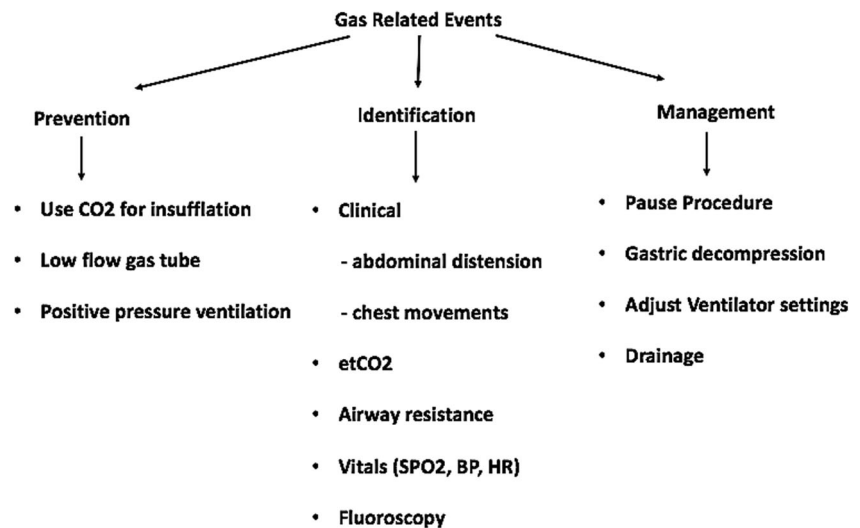 Gas Related Events
Prevention
• Use CO2 for insufflation
• Low flow gas tube
• Positive pressure ventilation
Identification
• Clinical
- abdominal distension
- chest movements
• etCO2
• Airway resistance
• Vitals (SPO2, BP, HR)
• Fluoroscopy
Management
• Pause Procedure
• Gastric decompression
• Adjust Ventilator settings
• Drainage